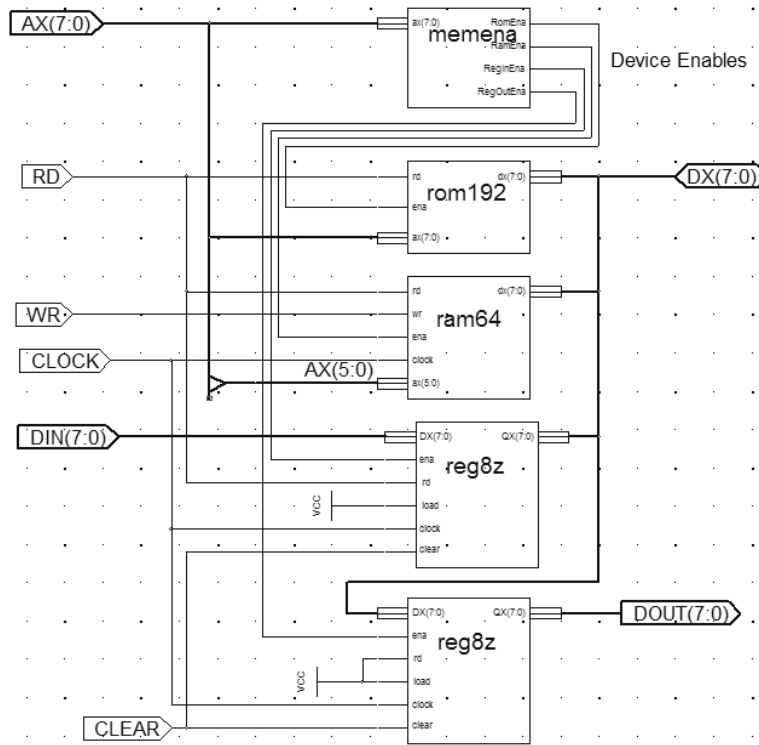 AX(7:0)
ax(7:0)
memena
RomEna
RamEna
RegInEna
RegOutEna
Device Enables
RD
rd
ena
ax(7:0)
rom192
dx(7:0)
DX(7:0)
WR
CLOCK
AX(5:0)
rd
wr
ena
clock
ax(5:0)
ram64
dx(7:0)
DIN(7:0)
DX(7:0)
ena
rd
load
clock
clear
reg8z
QX(7:0)
VCC
DX(7:0)
ena
rd
load
clock
clear
reg8z
QX(7:0)
DOUT(7:0)
VCC
CLEAR